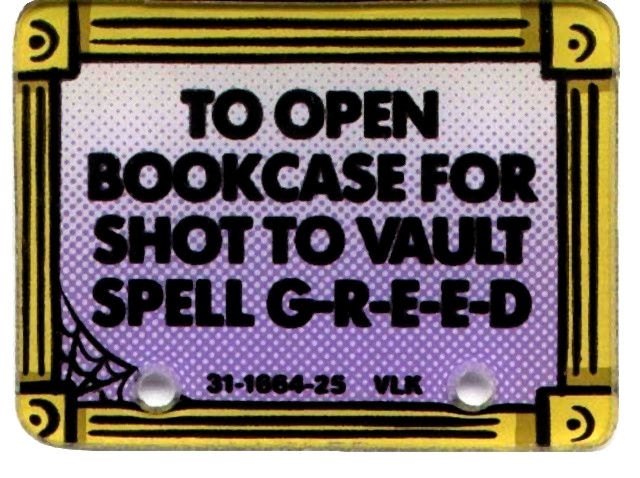 TO OPEN
BOOKCASE FOR
SHOT TO VAULT
SPELL G-R-E-E-D
31-1664-25 VLK